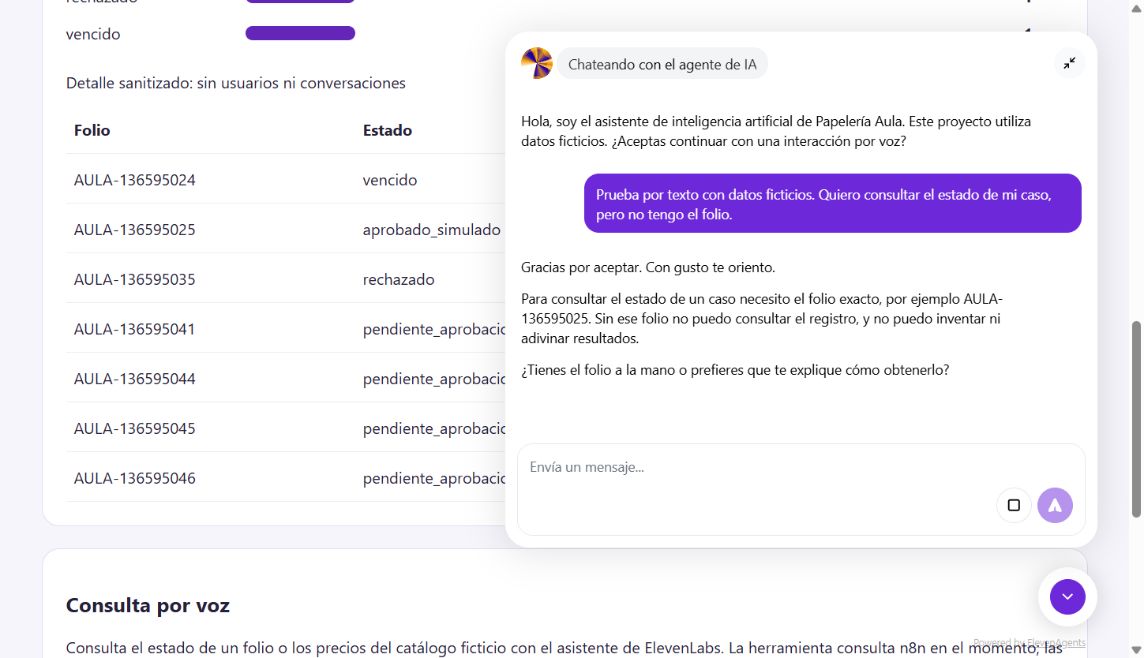 vencido
Detalle sanitizado: sin usuarios ni conversaciones
Folio Estado
AULA-136595024 vencido
AULA-136595025 aprobado_simulado
AULA-136595035 rechazado
AULA-136595041 pendiente_aprobacic
AULA-136595044 pendiente_aprobacic
AULA-136595045 pendiente_aprobacic
AULA-136595046 pendiente_aprobacic
Chateando con el agente de IA
Hola, soy el asistente de inteligencia artificial de Papelería Aula. Este proyecto utiliza
datos ficticios. ¿Aceptas continuar con una interacción por voz?
Prueba por texto con datos ficticios. Quiero consultar el estado de mi caso,
pero no tengo el folio.
Gracias por aceptar. Con gusto te oriento.
Para consultar el estado de un caso necesito el folio exacto, por ejemplo AULA-
136595025. Sin ese folio no puedo consultar el registro, y no puedo inventar ni
adivinar resultados.
¿Tienes el folio a la mano o prefieres que te explique cómo obtenerlo?
Envía un mensaje...
Consulta por voz
Powered by ElevenAgents
Consulta el estado de un folio o los precios del catálogo ficticio con el asistente de ElevenLabs. La herramienta consulta n8n en el momento; las